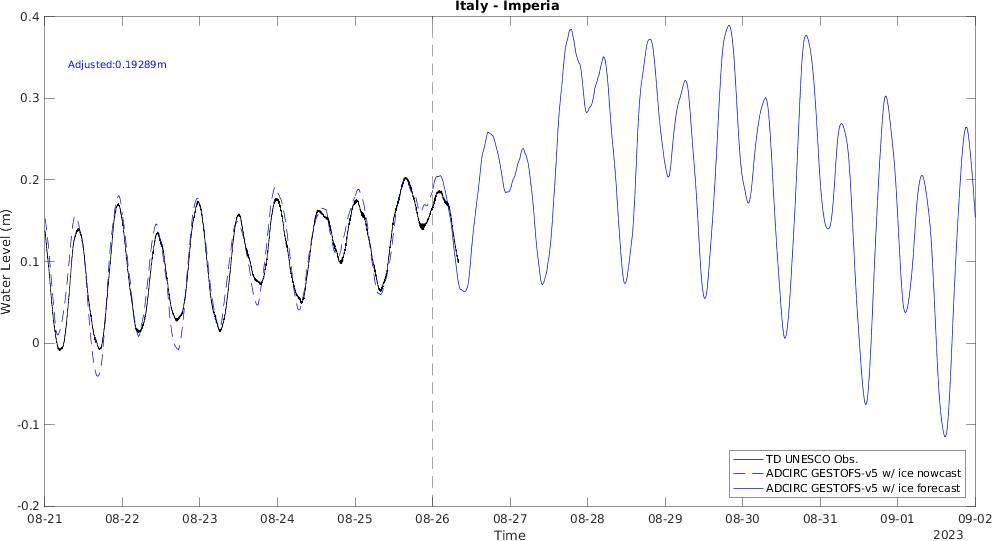 Italy - Imperia
Adjusted:0.19289m
Water Level (m)
0.4
0.3
0.2
0.1
0
-0.1
-0.2
TD UNESCO Obs.
ADCIRC GESTOFS-v5 w/ ice nowcast
ADCIRC GESTOFS-v5 w/ ice forecast
08-21 08-22 08-23 08-24 08-25 08-26 08-27 08-28 08-29 08-30 08-31 09-01 09-02
Time
2023